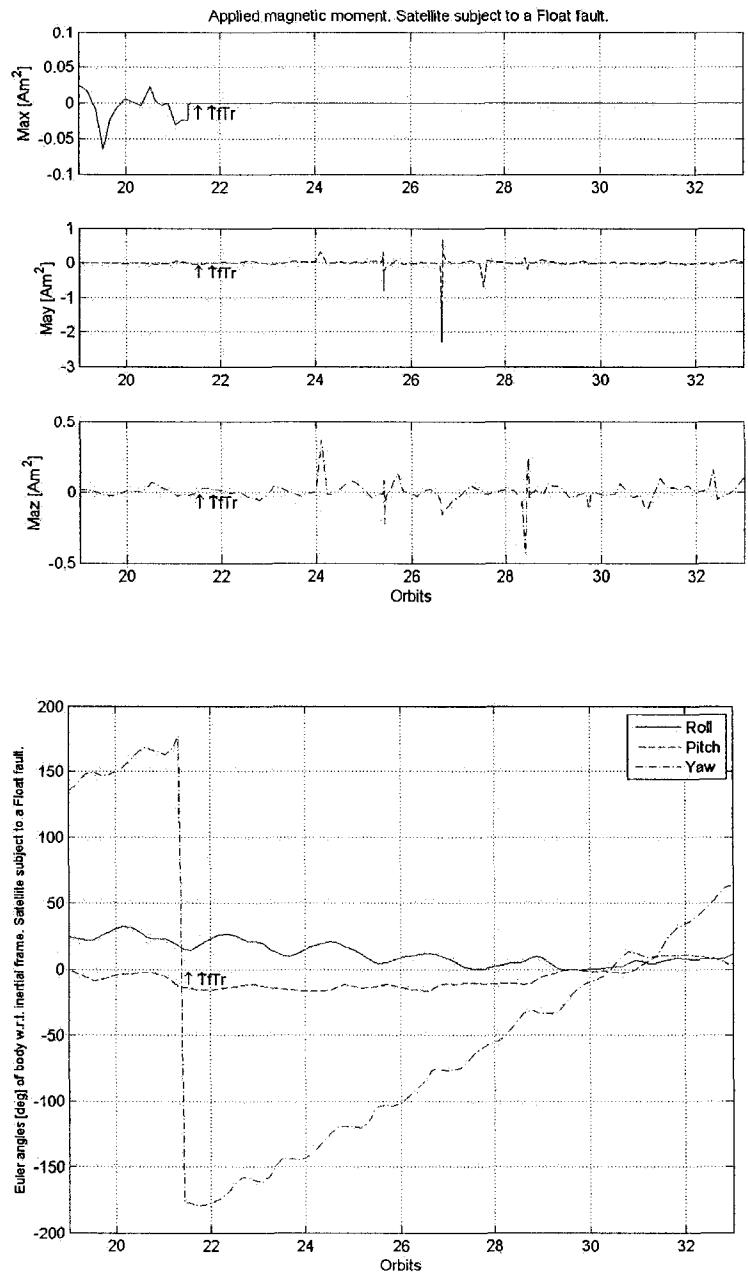 Applied magnetic moment. Satellite subject to a Float fault.
Max [Am²]
0.1
0.05
0
-0.05
-0.1
↑ ↑fTr
20 22 24 26 28 30 32
May [Am²]
1
0
-1
-2
-3
↑ ↑fTr
20 22 24 26 28 30 32
Maz [Am²]
0.5
0
-0.5
↑ ↑fTr
20 22 24 26 28 30 32
Orbits
Euler angles [deg] of body w.r.t. inertial frame. Satellite subject to a Float fault.
200
150
100
50
0
-50
-100
-150
-200
Roll
Pitch
Yaw
↑ ↑fTr
20 22 24 26 28 30 32
Orbits